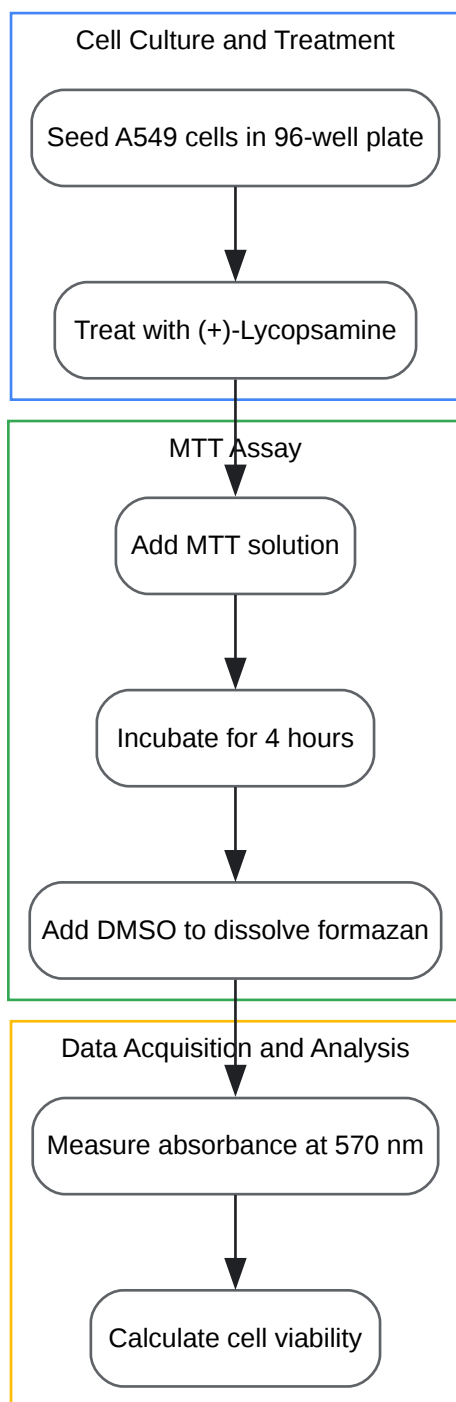 Cell Culture and Treatment
Seed A549 cells in 96-well plate
Treat with (+)-Lycopsamine
MTT Assay
Add MTT solution
Incubate for 4 hours
Add DMSO to dissolve formazan
Data Acquisition and Analysis
Measure absorbance at 570 nm
Calculate cell viability